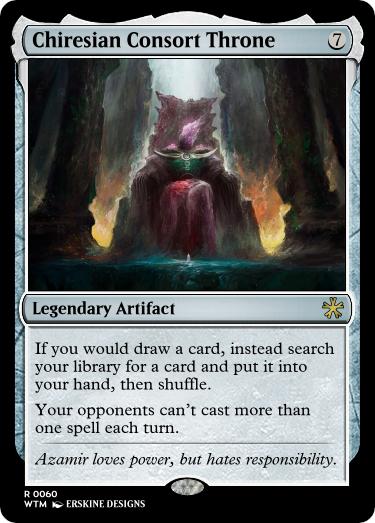 Chiresian Consort Throne 7
Legendary Artifact
If you would draw a card, instead search
your library for a card and put it into
your hand, then shuffle.
Your opponents can't cast more than
one spell each turn.
Azamir loves power, but hates responsibility.
R 0060
WTM ERSKINE DESIGNS